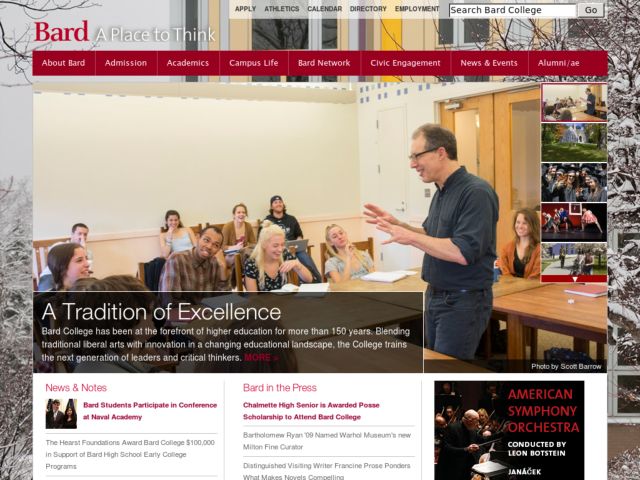 APPLY ATHLETICS CALENDAR DIRECTORY EMPLOYMENT Search Bard College Go
Bard A Place to Think
About Bard Admission Academics Campus Life Bard Network Civic Engagement News & Events Alumni/ae
A Tradition of Excellence
Bard College has been at the forefront of higher education for more than 150 years. Blending
traditional liberal arts with innovation in a changing educational landscape, the College trains
the next generation of leaders and critical thinkers. MORE »
Photo by Scott Barrow
News & Notes
Bard Students Participate in Conference
at Naval Academy
The Hearst Foundations Award Bard College $100,000
in Support of Bard High School Early College
Programs
Bard in the Press
Chalmette High Senior is Awarded Posse
Scholarship to Attend Bard College
Bartholomew Ryan '09 Named Warhol Museum's new
Milton Fine Curator
Distinguished Visiting Writer Francine Prose Ponders
What Makes Novels Compelling
AMERICAN
SYMPHONY
ORCHESTRA
CONDUCTED BY
LEON BOTSTEIN
JANÁČEK